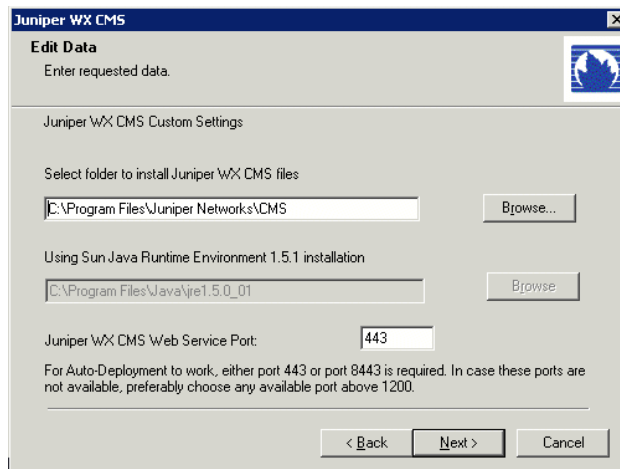 Juniper WX CMS
Edit Data
Enter requested data.
Juniper WX CMS Custom Settings
Select folder to install Juniper WX CMS files
C:\Program Files\Juniper Networks\CMS
Browse...
Using Sun Java Runtime Environment 1.5.1 installation
C:\Program Files\Java\jre1.5.0_01
Browse
Juniper WX CMS Web Service Port:
443
For Auto-Deployment to work, either port 443 or port 8443 is required. In case these ports are
not available, preferably choose any available port above 1200.
< Back
Next >
Cancel